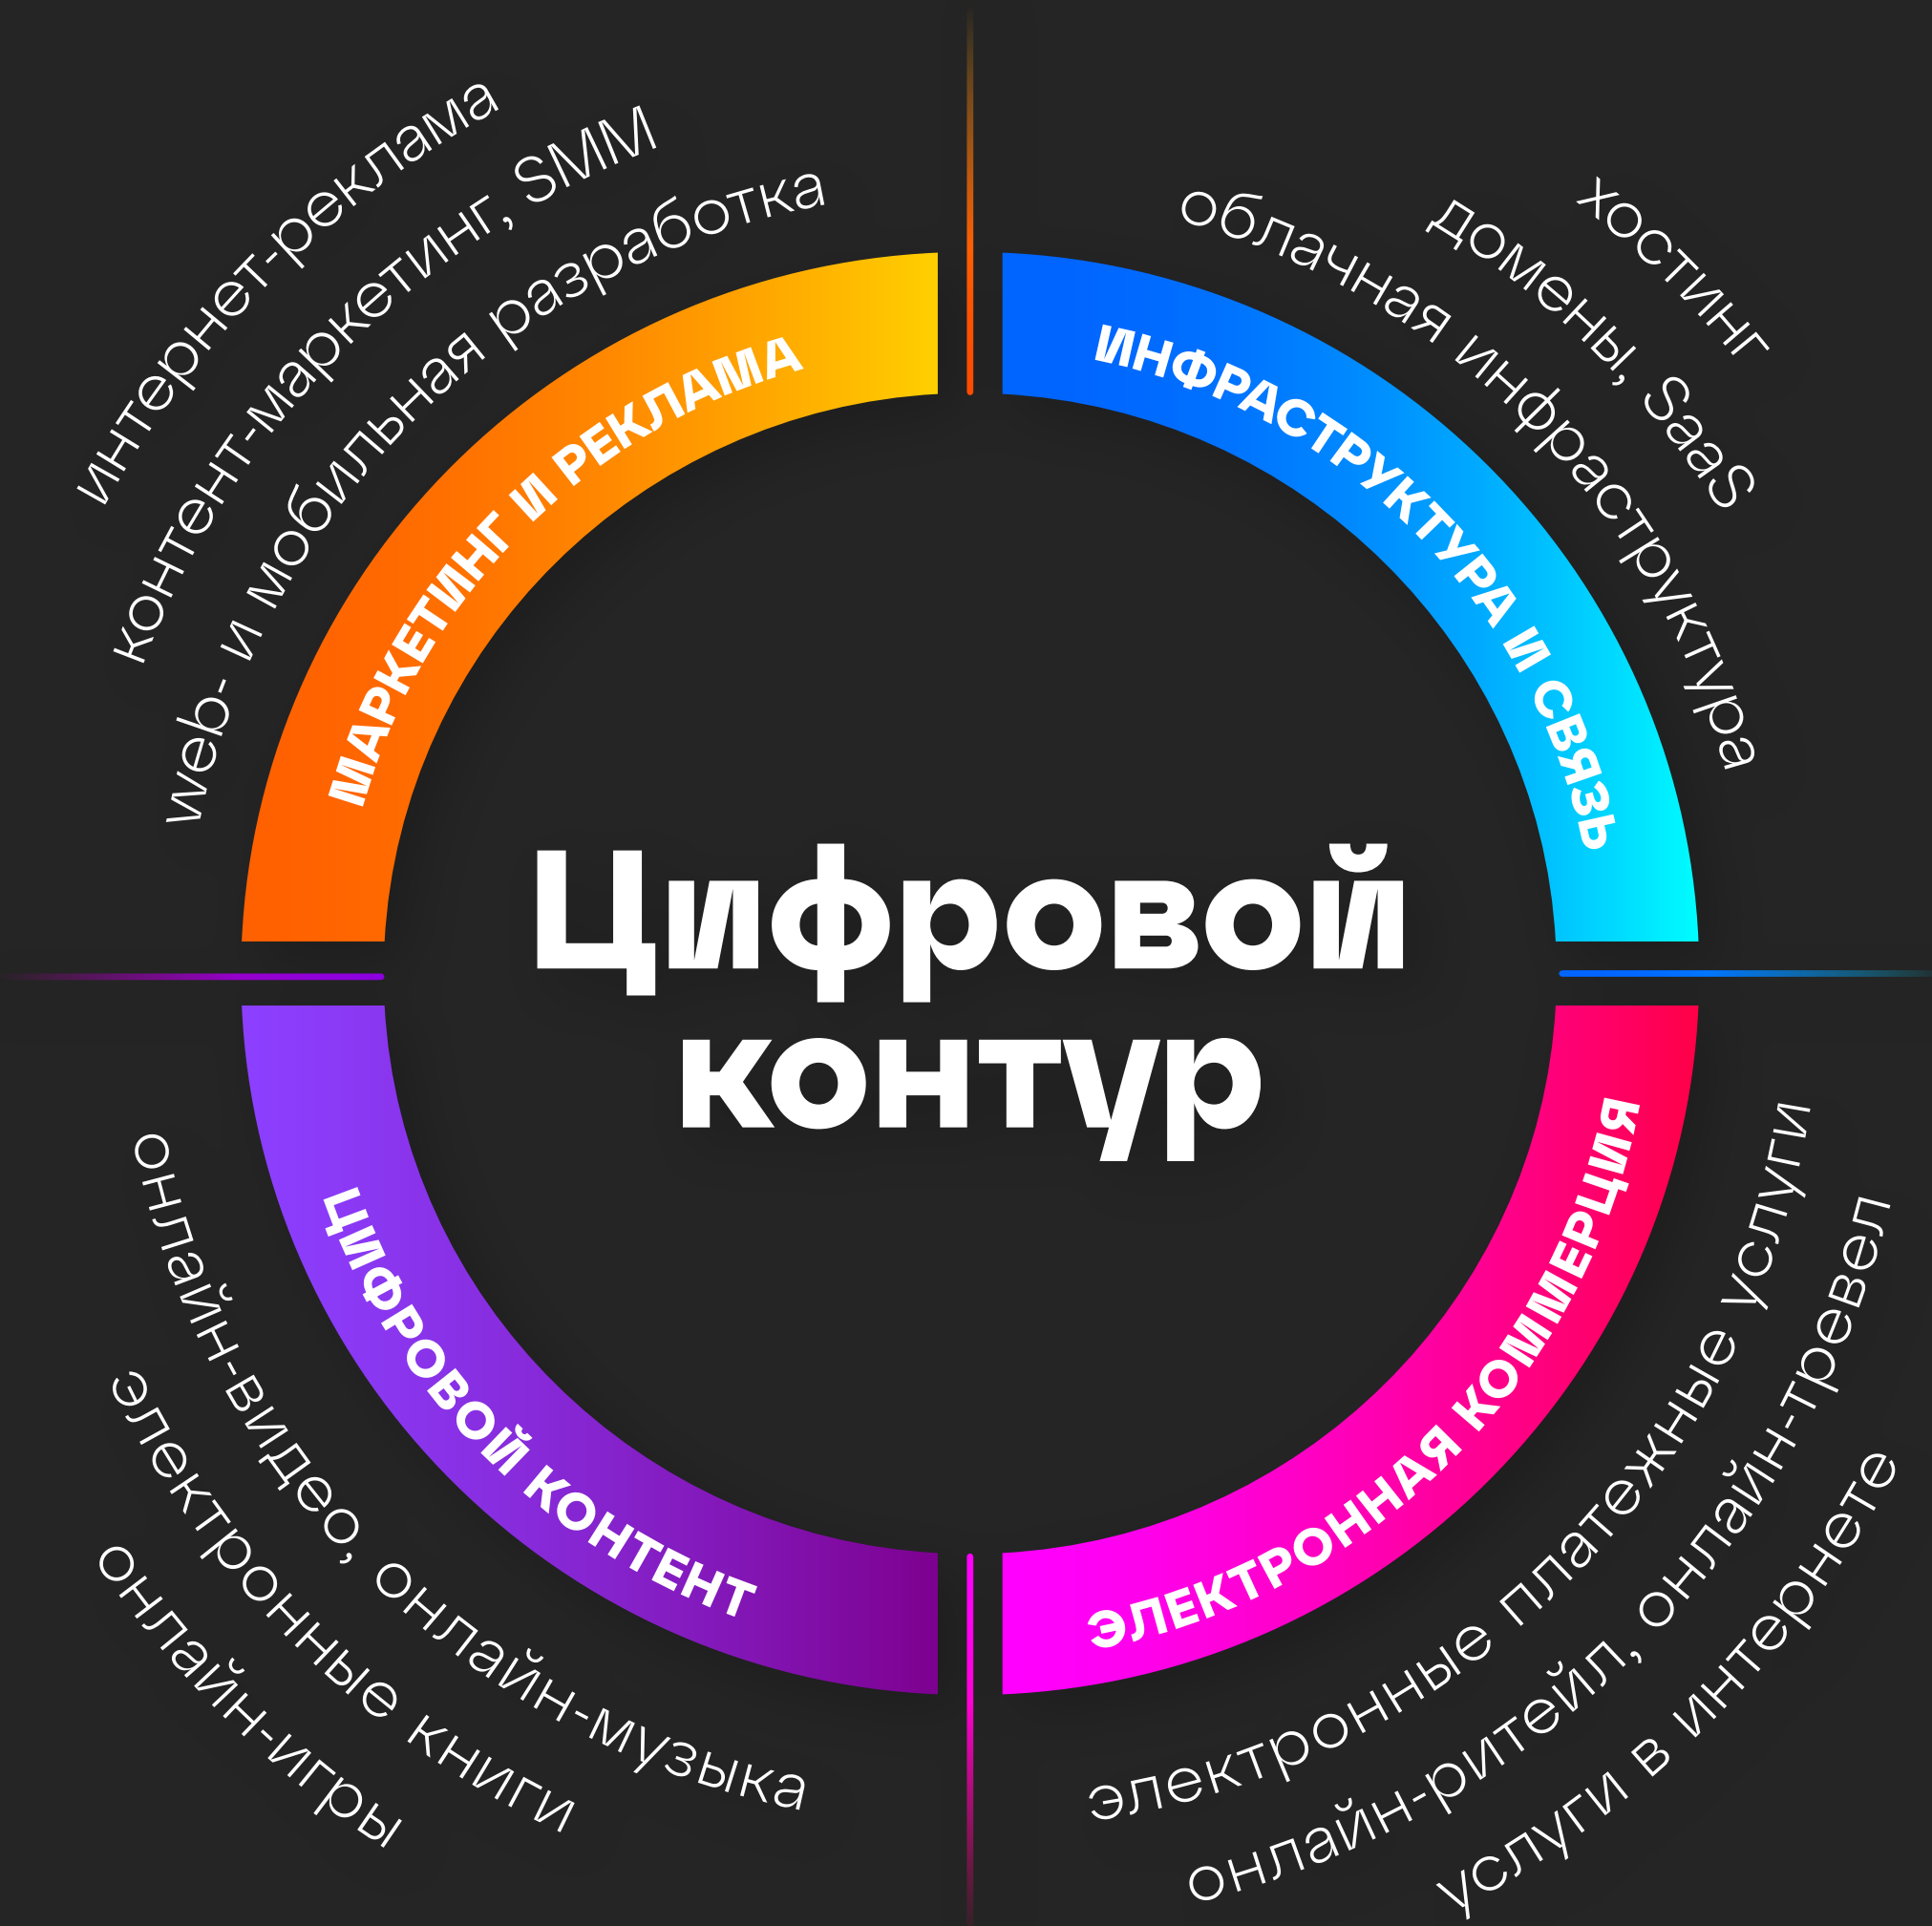 интернет-реклама
контент-маркетинг, SMM
web- и мобильная разработка
МАРКЕТИНГ И РЕКЛАМА
хостинг
домены, SaaS
облачная инфраструктура
ИНФРАСТРУКТУРА И СВЯЗЬ
Цифровой
контур
ЦИФРОВОЙ КОНТЕНТ
онлайн-видео, онлайн-музыка
электронные книги
онлайн-игры
ЭЛЕКТРОННАЯ КОММЕРЦИЯ
электронные платежные услуги
онлайн-ритейл, онлайн-тревел
услуги в интернете